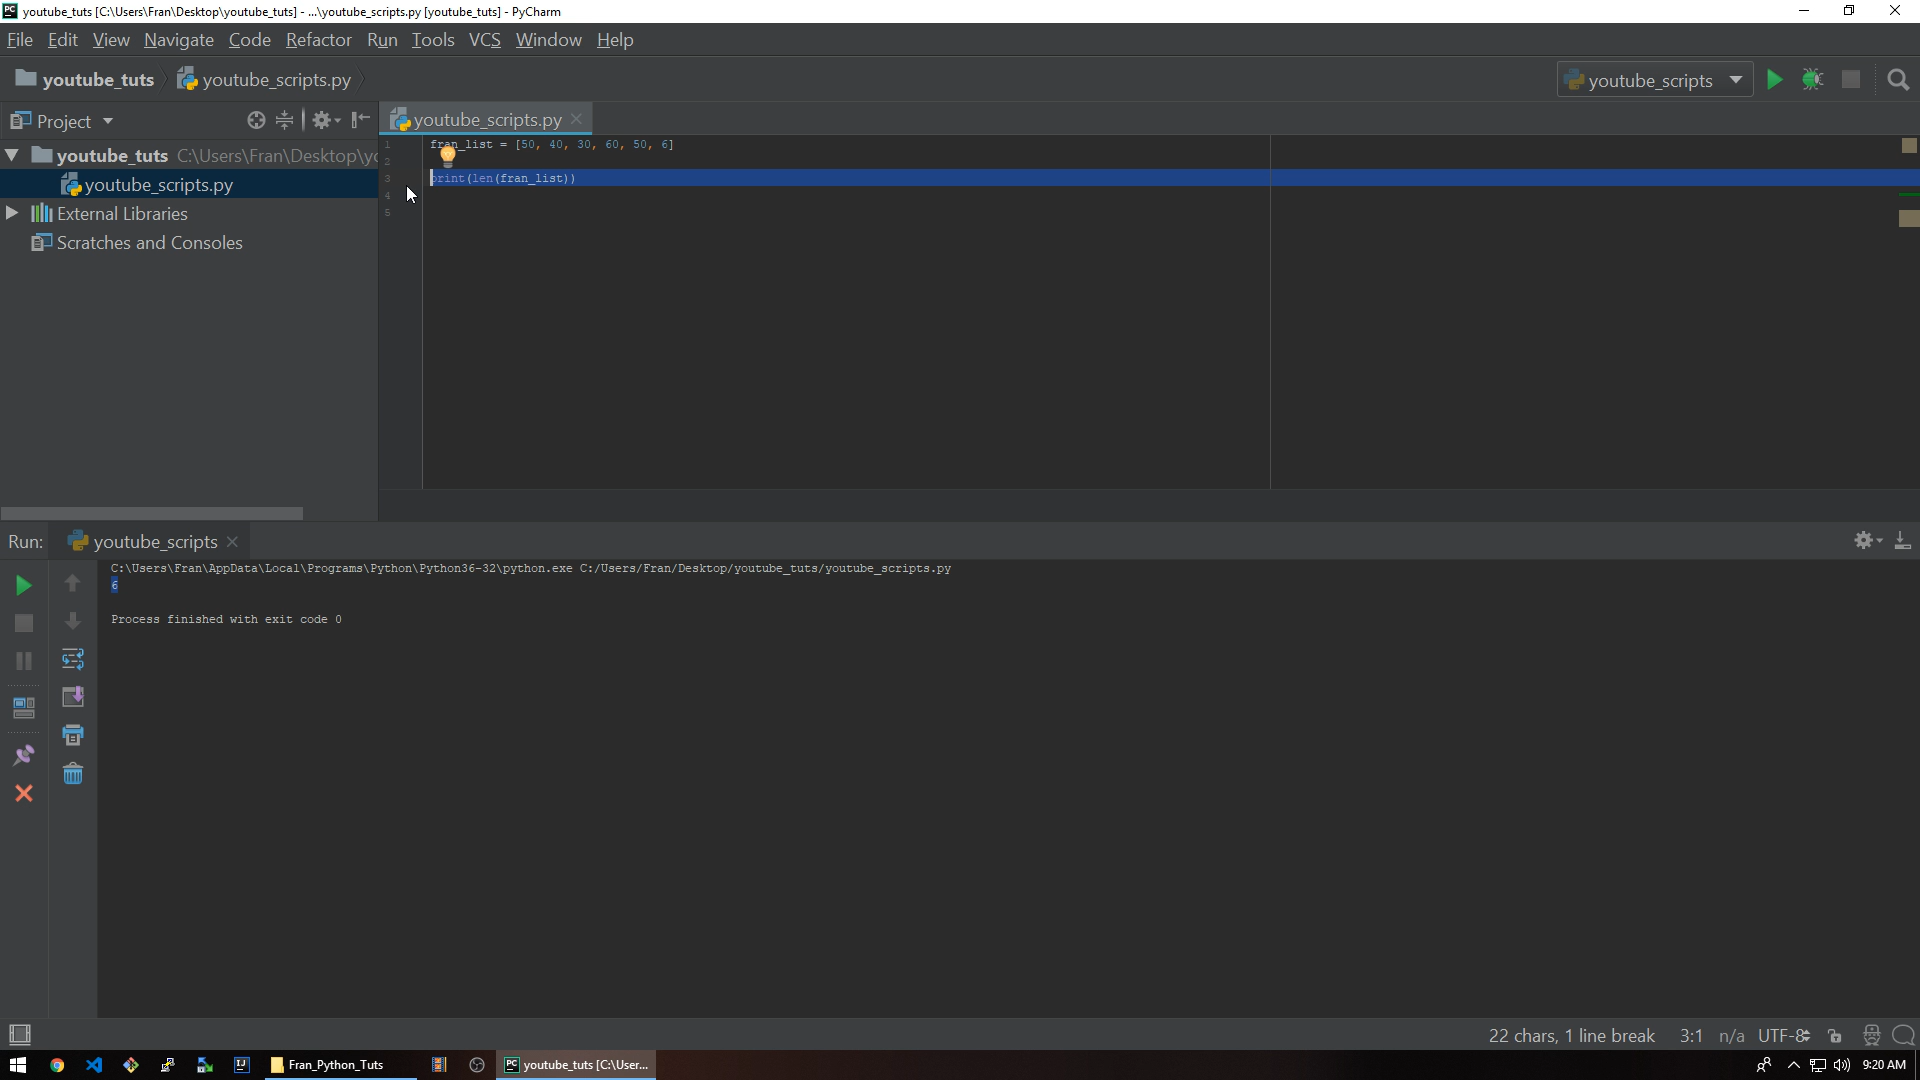 PC youtube_tuts [C:\Users\Fran\Desktop\youtube_tuts] - ...\youtube_scripts.py [youtube_tuts] - PyCharm
File Edit View Navigate Code Refactor Run Tools VCS Window Help
youtube_tuts youtube_scripts.py youtube_scripts
Project youtube_scripts.py
youtube_tuts C:\Users\Fran\Desktop\yo
youtube_scripts.py
External Libraries
Scratches and Consoles
1 fran_list = [50, 40, 30, 60, 50, 6]
2
3 print(len(fran_list))
4
5
Run: youtube_scripts
C:\Users\Fran\AppData\Local\Programs\Python\Python36-32\python.exe C:/Users/Fran/Desktop/youtube_tuts/youtube_scripts.py
6
Process finished with exit code 0
22 chars, 1 line break 3:1 n/a UTF-8
IJ Fran_Python_Tuts PC youtube_tuts [C:\User... 9:20 AM